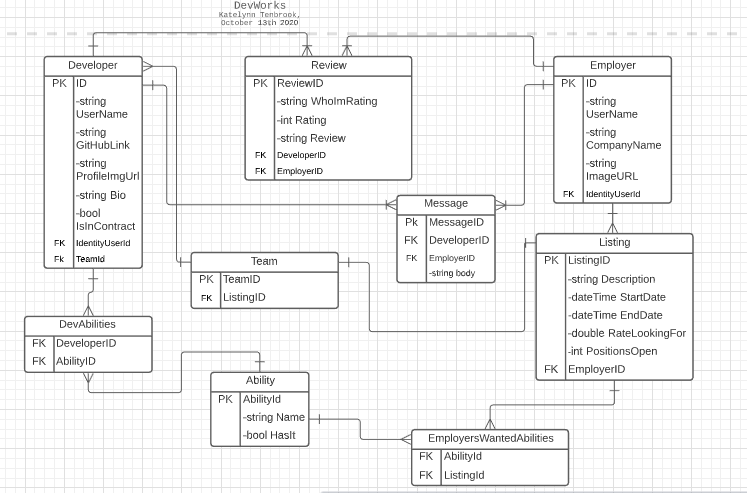 DevWorks
Katelynn Tenbrook,
October 13th 2020
Developer
PK ID
-string
UserName
-string
GitHubLink
-string
ProfileImgUrl
-string Bio
-bool
IsInContract
FK IdentityUserId
Fk TeamId
Review
PK ReviewID
-string WhoImRating
-int Rating
-string Review
FK DeveloperID
FK EmployerID
Employer
PK ID
-string
UserName
-string
CompanyName
-string
ImageURL
FK IdentityUserId
Message
Pk MessageID
FK DeveloperID
FK EmployerID
-string body
Team
PK TeamID
FK ListingID
Listing
PK ListingID
-string Description
-dateTime StartDate
-dateTime EndDate
-double RateLookingFor
-int PositionsOpen
FK EmployerID
DevAbilities
FK DeveloperID
FK AbilityID
Ability
PK AbilityId
-string Name
-bool HasIt
EmployersWantedAbilities
FK AbilityId
FK ListingId